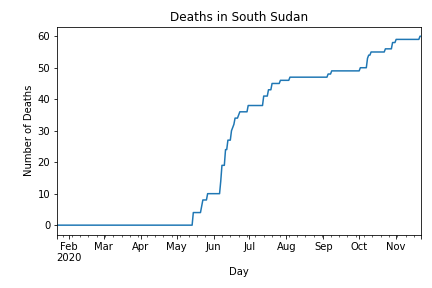 Deaths in South Sudan
Number of Deaths
60
50
40
30
20
10
0
Feb Mar Apr May Jun Jul Aug Sep Oct Nov
2020
Day